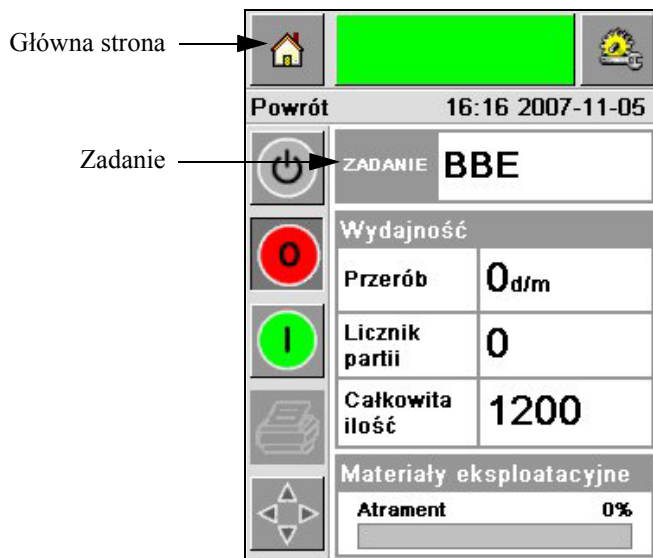 Główna strona
Powrót 16:16 2007-11-05
Zadanie
ZADANIE BBE
Wydajność
Przerób 0d/m
Licznik
partii 0
Całkowita
ilość 1200
Materiały eksploatacyjne
Atrament 0%